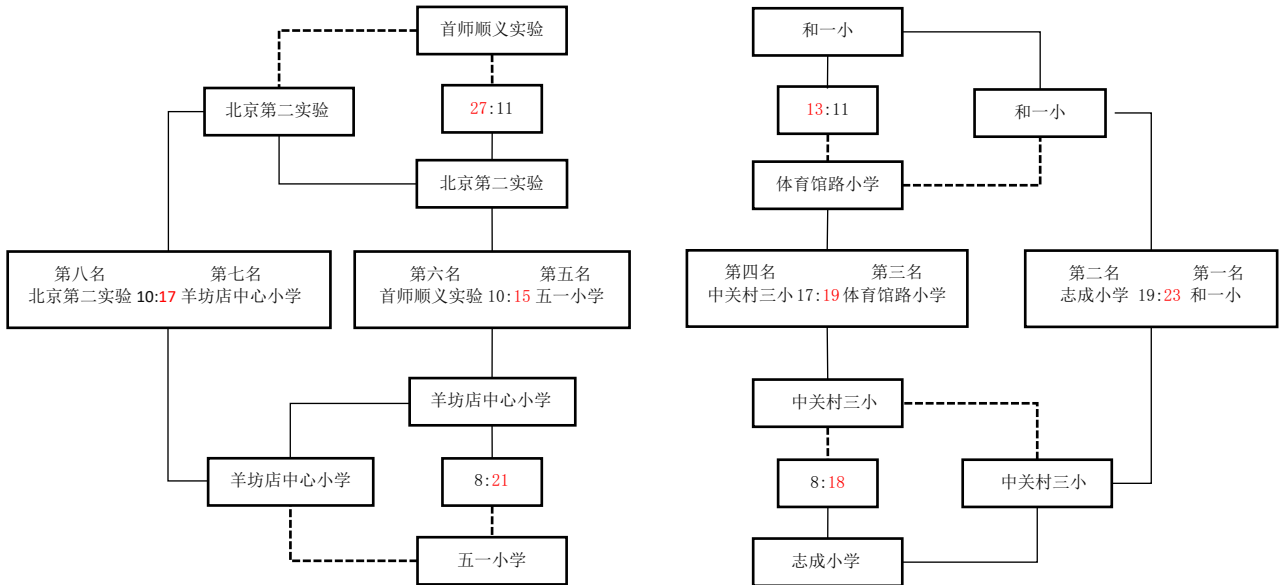 首师顺义实验
27:11
北京第二实验
北京第二实验
第八名 第七名
北京第二实验 10:17 羊坊店中心小学
第六名 第五名
首师顺义实验 10:15 五一小学
羊坊店中心小学
羊坊店中心小学
8:21
五一小学
和一小
13:11
和一小
体育馆路小学
第四名 第三名
中关村三小 17:19 体育馆路小学
第二名 第一名
志成小学 19:23 和一小
中关村三小
8:18
中关村三小
志成小学